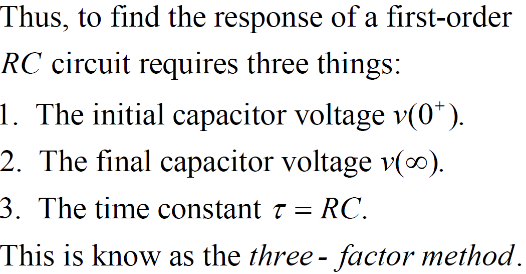 Thus, to find the response of a first-order
RC circuit requires three things:
1. The initial capacitor voltage v(0⁺).
2. The final capacitor voltage v(∞).
3. The time constant τ = RC.
This is know as the three - factor method.